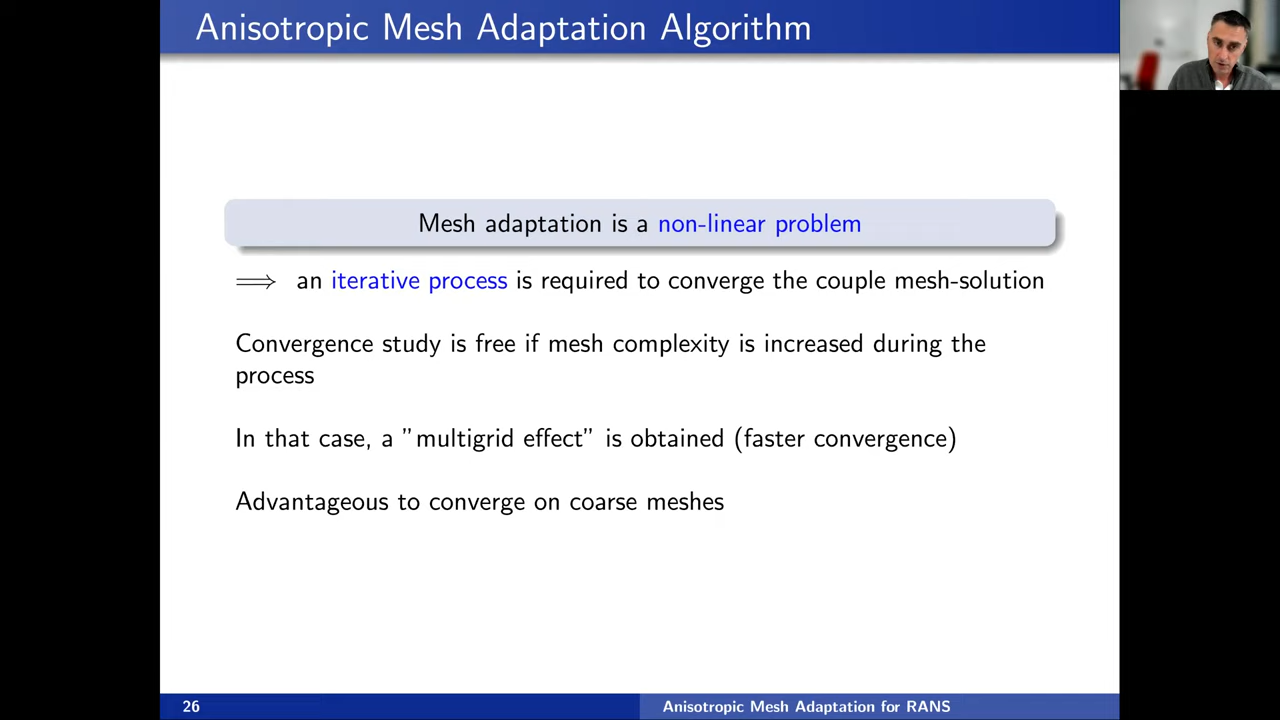 Anisotropic Mesh Adaptation Algorithm
Mesh adaptation is a non-linear problem
⟹ an iterative process is required to converge the couple mesh-solution
Convergence study is free if mesh complexity is increased during the
process
In that case, a ”multigrid effect” is obtained (faster convergence)
Advantageous to converge on coarse meshes
26
Anisotropic Mesh Adaptation for RANS